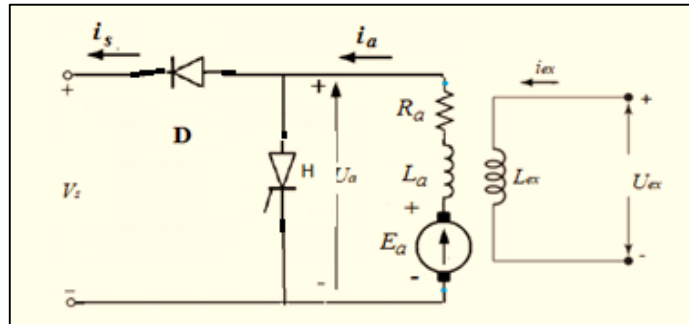 i_s i_a i_ex
+ + R_a +
D
H
V_s U_a L_a L_ex U_ex
+
E_a
- - - -